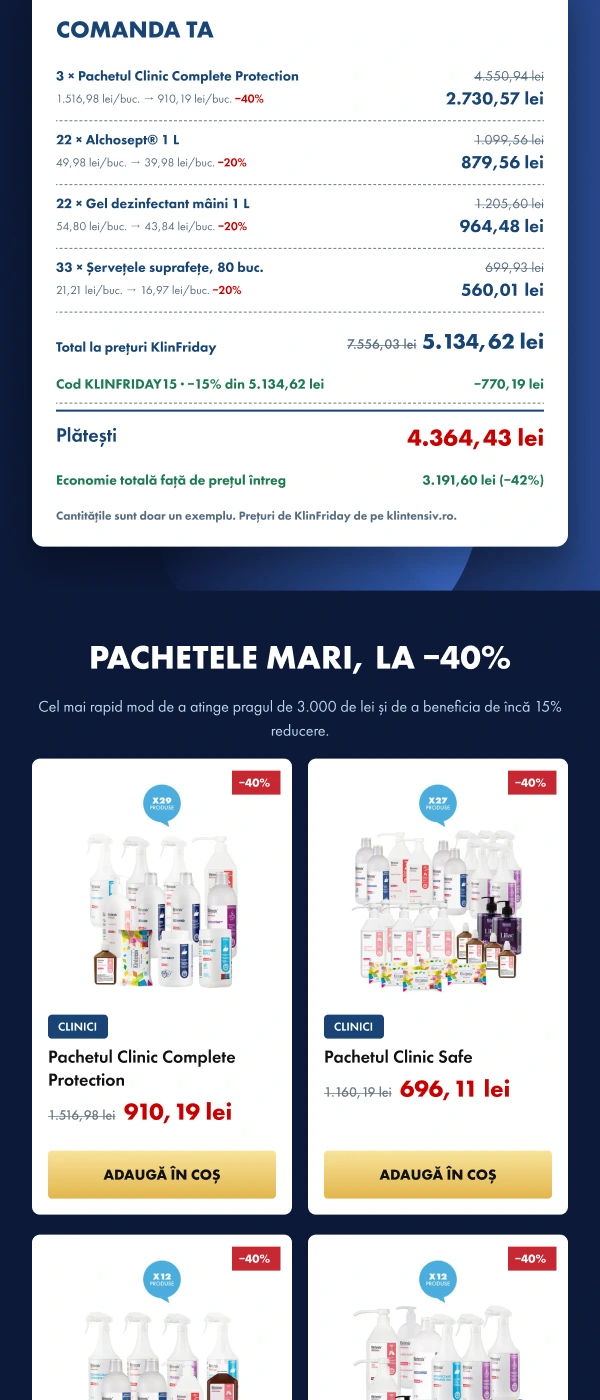 COMANDA TA
3 × Pachetul Clinic Complete Protection 4.550,94 lei
1.516,98 lei/buc. → 910,19 lei/buc. −40% 2.730,57 lei
22 × Alchosept® 1 L 1.099,56 lei
49,98 lei/buc. → 39,98 lei/buc. −20% 879,56 lei
22 × Gel dezinfectant mâini 1 L 1.205,60 lei
54,80 lei/buc. → 43,84 lei/buc. −20% 964,48 lei
33 × Șervețele suprafețe, 80 buc. 699,93 lei
21,21 lei/buc. → 16,97 lei/buc. −20% 560,01 lei
Total la prețuri KlinFriday 7.556,03 lei 5.134,62 lei
Cod KLINFRIDAY15 · −15% din 5.134,62 lei −770,19 lei
Plătești 4.364,43 lei
Economie totală față de prețul întreg 3.191,60 lei (−42%)
Cantitățile sunt doar un exemplu. Prețuri de KlinFriday de pe klintensiv.ro.
PACHETELE MARI, LA −40%
Cel mai rapid mod de a atinge pragul de 3.000 de lei și de a beneficia de încă 15%
reducere.
−40%
X29
PRODUSE
CLINICI
Pachetul Clinic Complete
Protection
1.516,98 lei 910,19 lei
ADAUGĂ ÎN COȘ
−40%
X27
PRODUSE
CLINICI
Pachetul Clinic Safe
1.160,19 lei 696,11 lei
ADAUGĂ ÎN COȘ
−40%
X12
PRODUSE
−40%
X12
PRODUSE